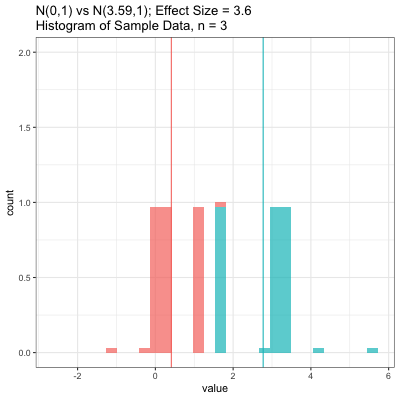 N(0,1) vs N(3.59,1); Effect Size = 3.6
Histogram of Sample Data, n = 3
2.0
1.5
1.0
0.5
0.0
count
-2
0
2
4
6
value